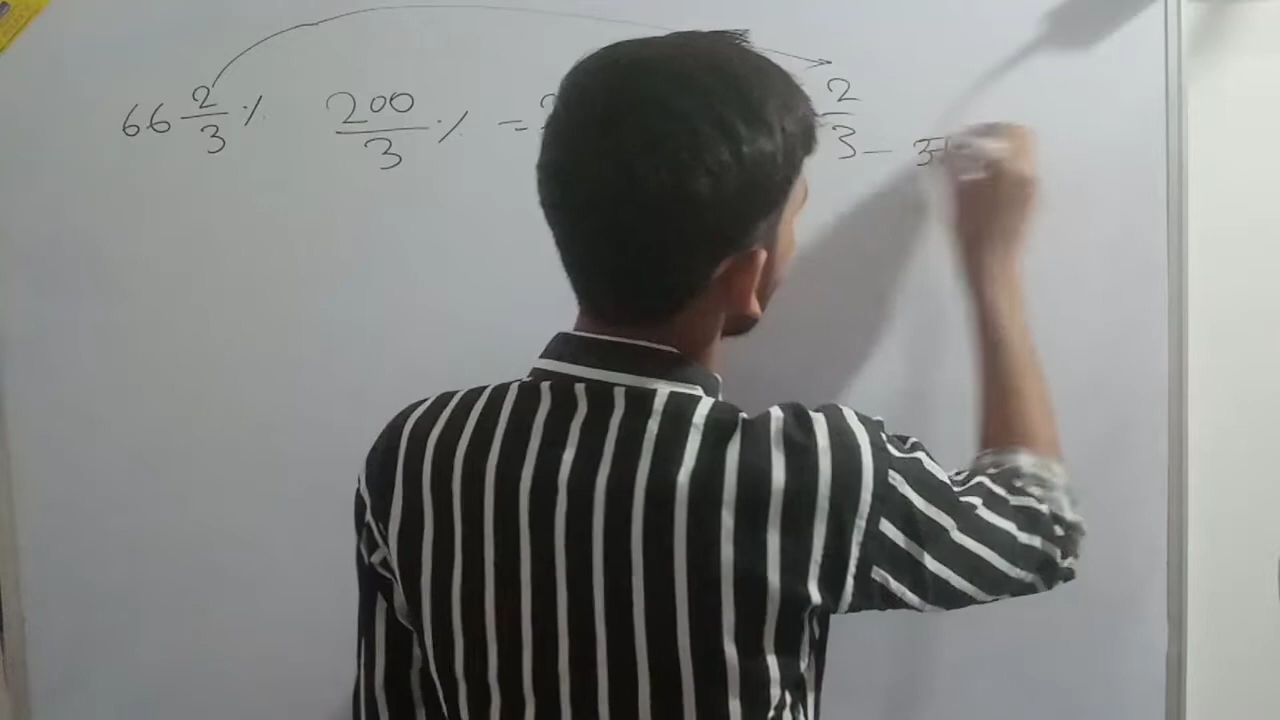 66 2/3 % 200/3 % = 2/3 -